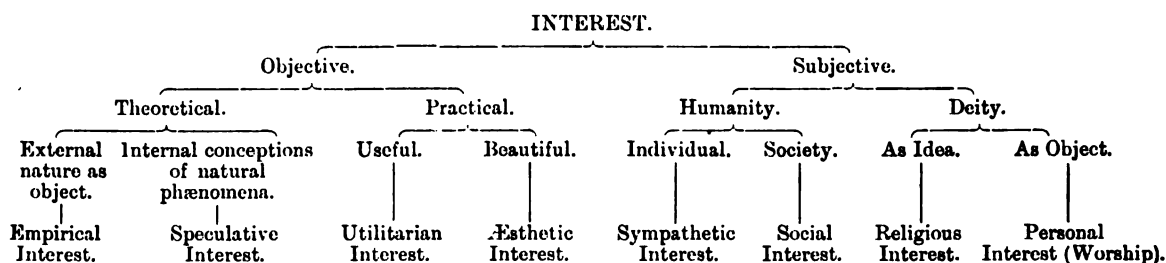 INTEREST.
Objective. Subjective.
Theoretical. Practical. Humanity. Deity.
External Internal conceptions Useful. Beautiful. Individual. Society. As Idea. As Object.
nature as of natural
object. phænomena.
Empirical Speculative Utilitarian Æsthetic Sympathetic Social Religious Personal
Interest. Interest. Interest. Interest. Interest. Interest. Interest. Interest (Worship).